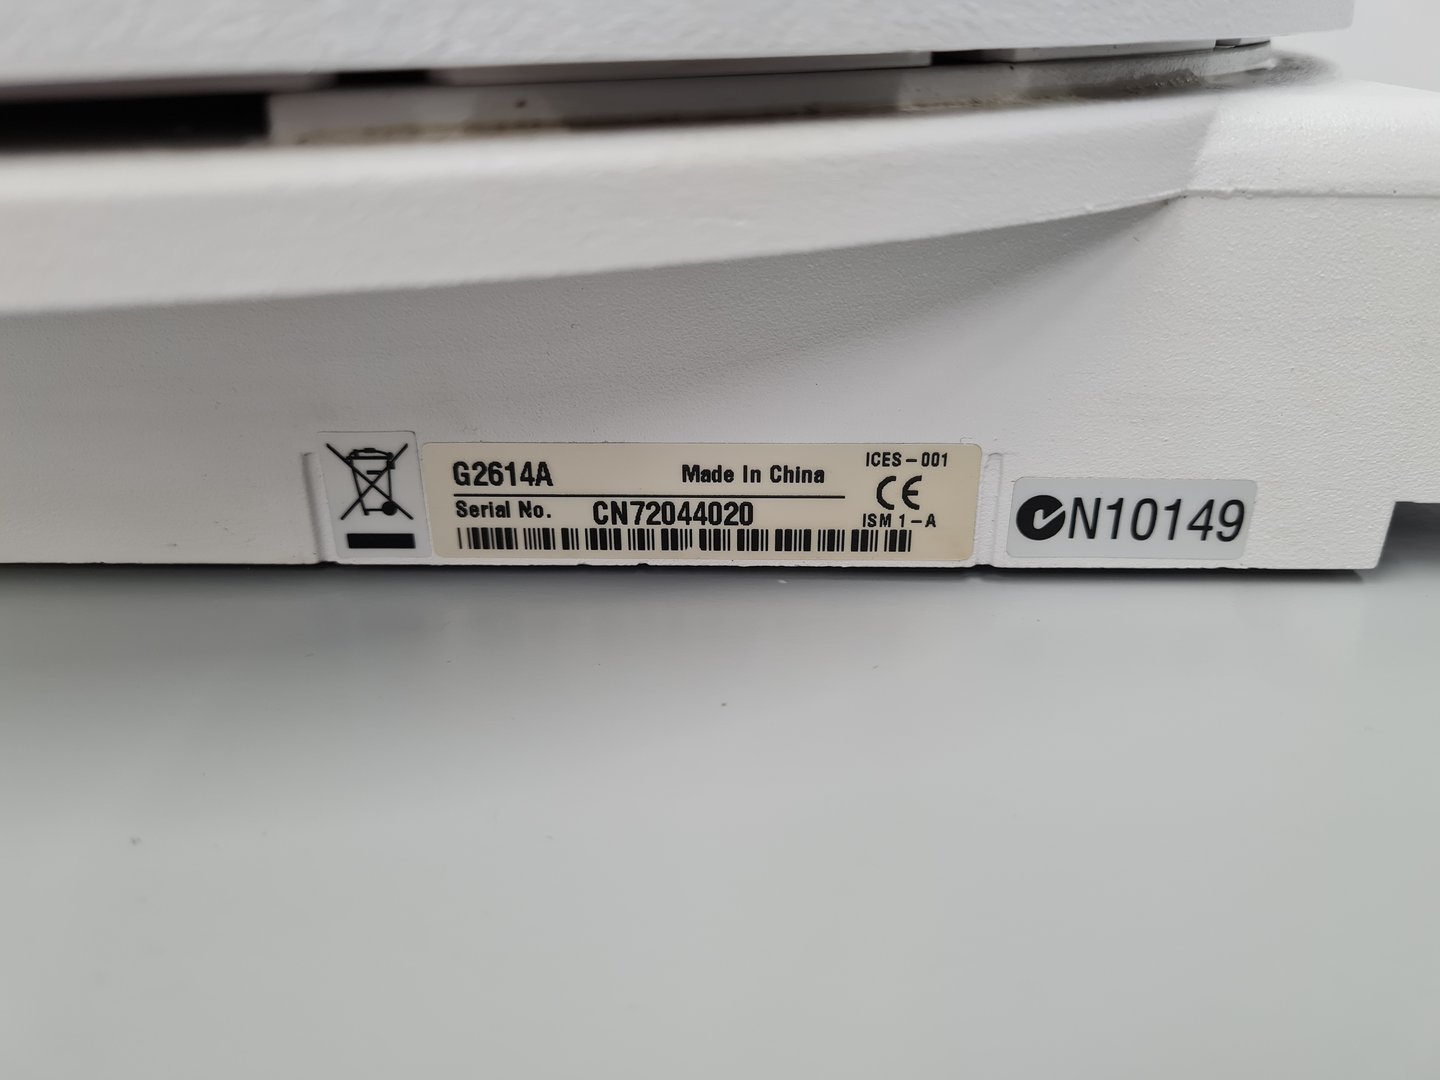 G2614A
Made In China
ICES-001
CE
Serial No. CN72044020
ISM 1-A
N10149